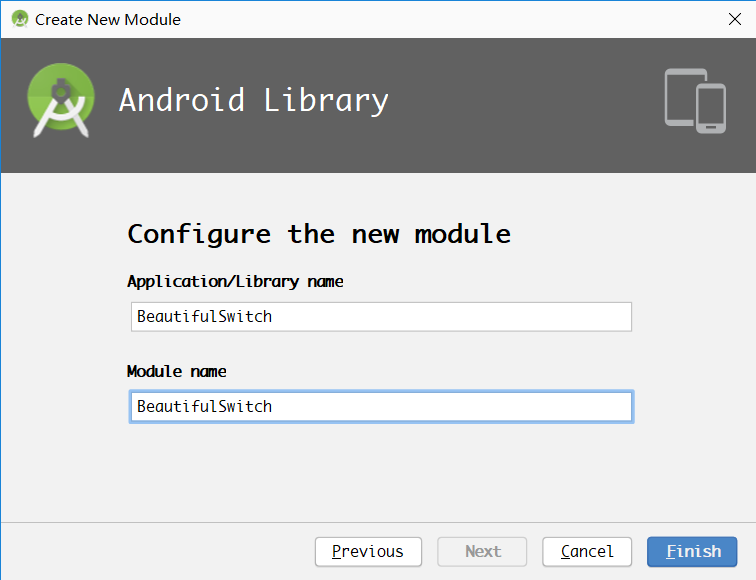 Create New Module
Android Library
Configure the new module
Application/Library name
BeautifulSwitch
Module name
BeautifulSwitch
Previous Next Cancel Finish